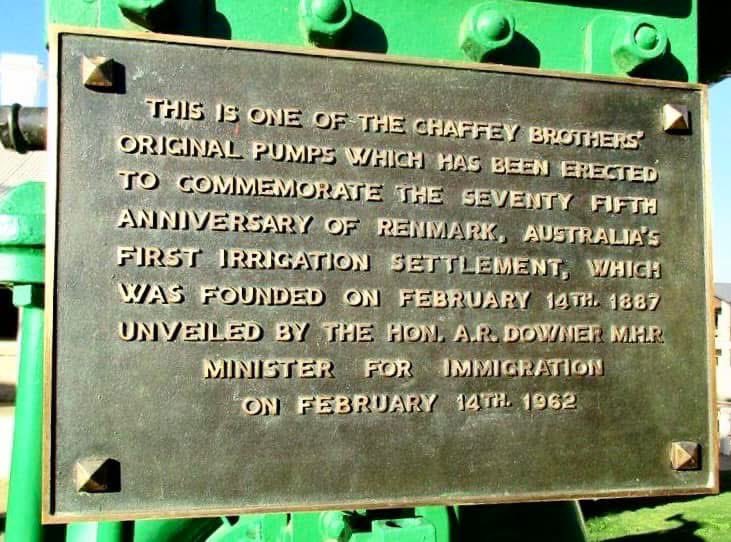 THIS IS ONE OF THE CHAFFEY BROTHERS'
ORIGINAL PUMPS WHICH HAS BEEN ERECTED
TO COMMEMORATE THE SEVENTY FIFTH
ANNIVERSARY OF RENMARK, AUSTRALIA'S
FIRST IRRIGATION SETTLEMENT, WHICH
WAS FOUNDED ON FEBRUARY 14TH. 1887
UNVEILED BY THE HON. A.R. DOWNER M.H.R
MINISTER FOR IMMIGRATION
ON FEBRUARY 14TH. 1962